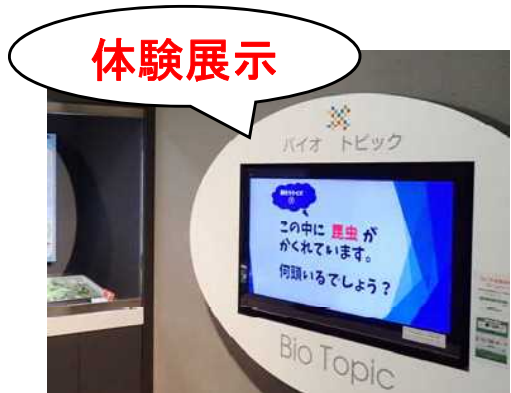 体験展示
バイオ トピック
この中に 昆虫 が
かくれています。
何頭いるでしょう？
Bio Topic